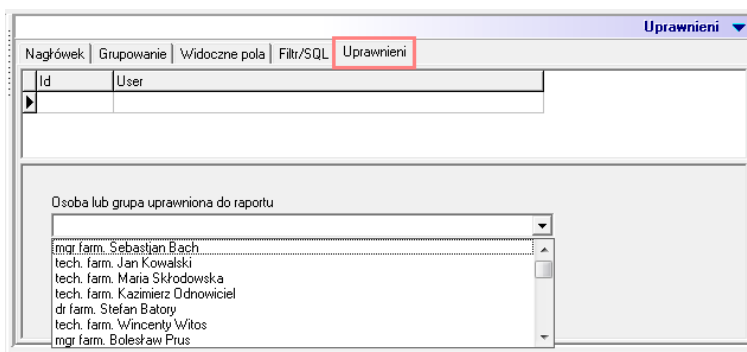 Uprawnieni
Nagłówek Grupowanie Widoczne pola Filtr/SQL Uprawnieni
Id User
Osoba lub grupa uprawniona do raportu
mgr farm. Sebastjan Bach
tech. farm. Jan Kowalski
tech. farm. Maria Skłodowska
tech. farm. Kazimierz Odnowiciel
dr farm. Stefan Batory
tech. farm. Wincenty Witos
mgr farm. Bolesław Prus